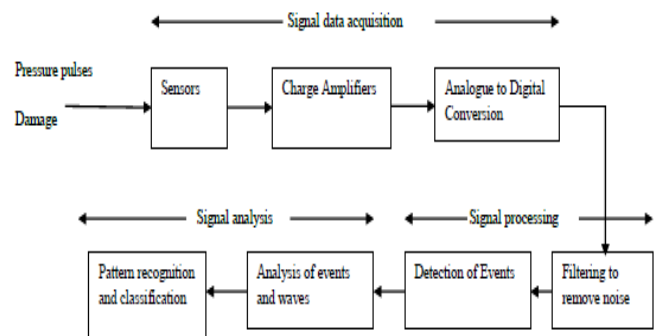 Signal data acquisition
Pressure pulses
Damage
Sensors
Charge Amplifiers
Analogue to Digital
Conversion
Signal analysis
Signal processing
Pattern recognition
and classification
Analysis of events
and waves
Detection of Events
Filtering to
remove noise